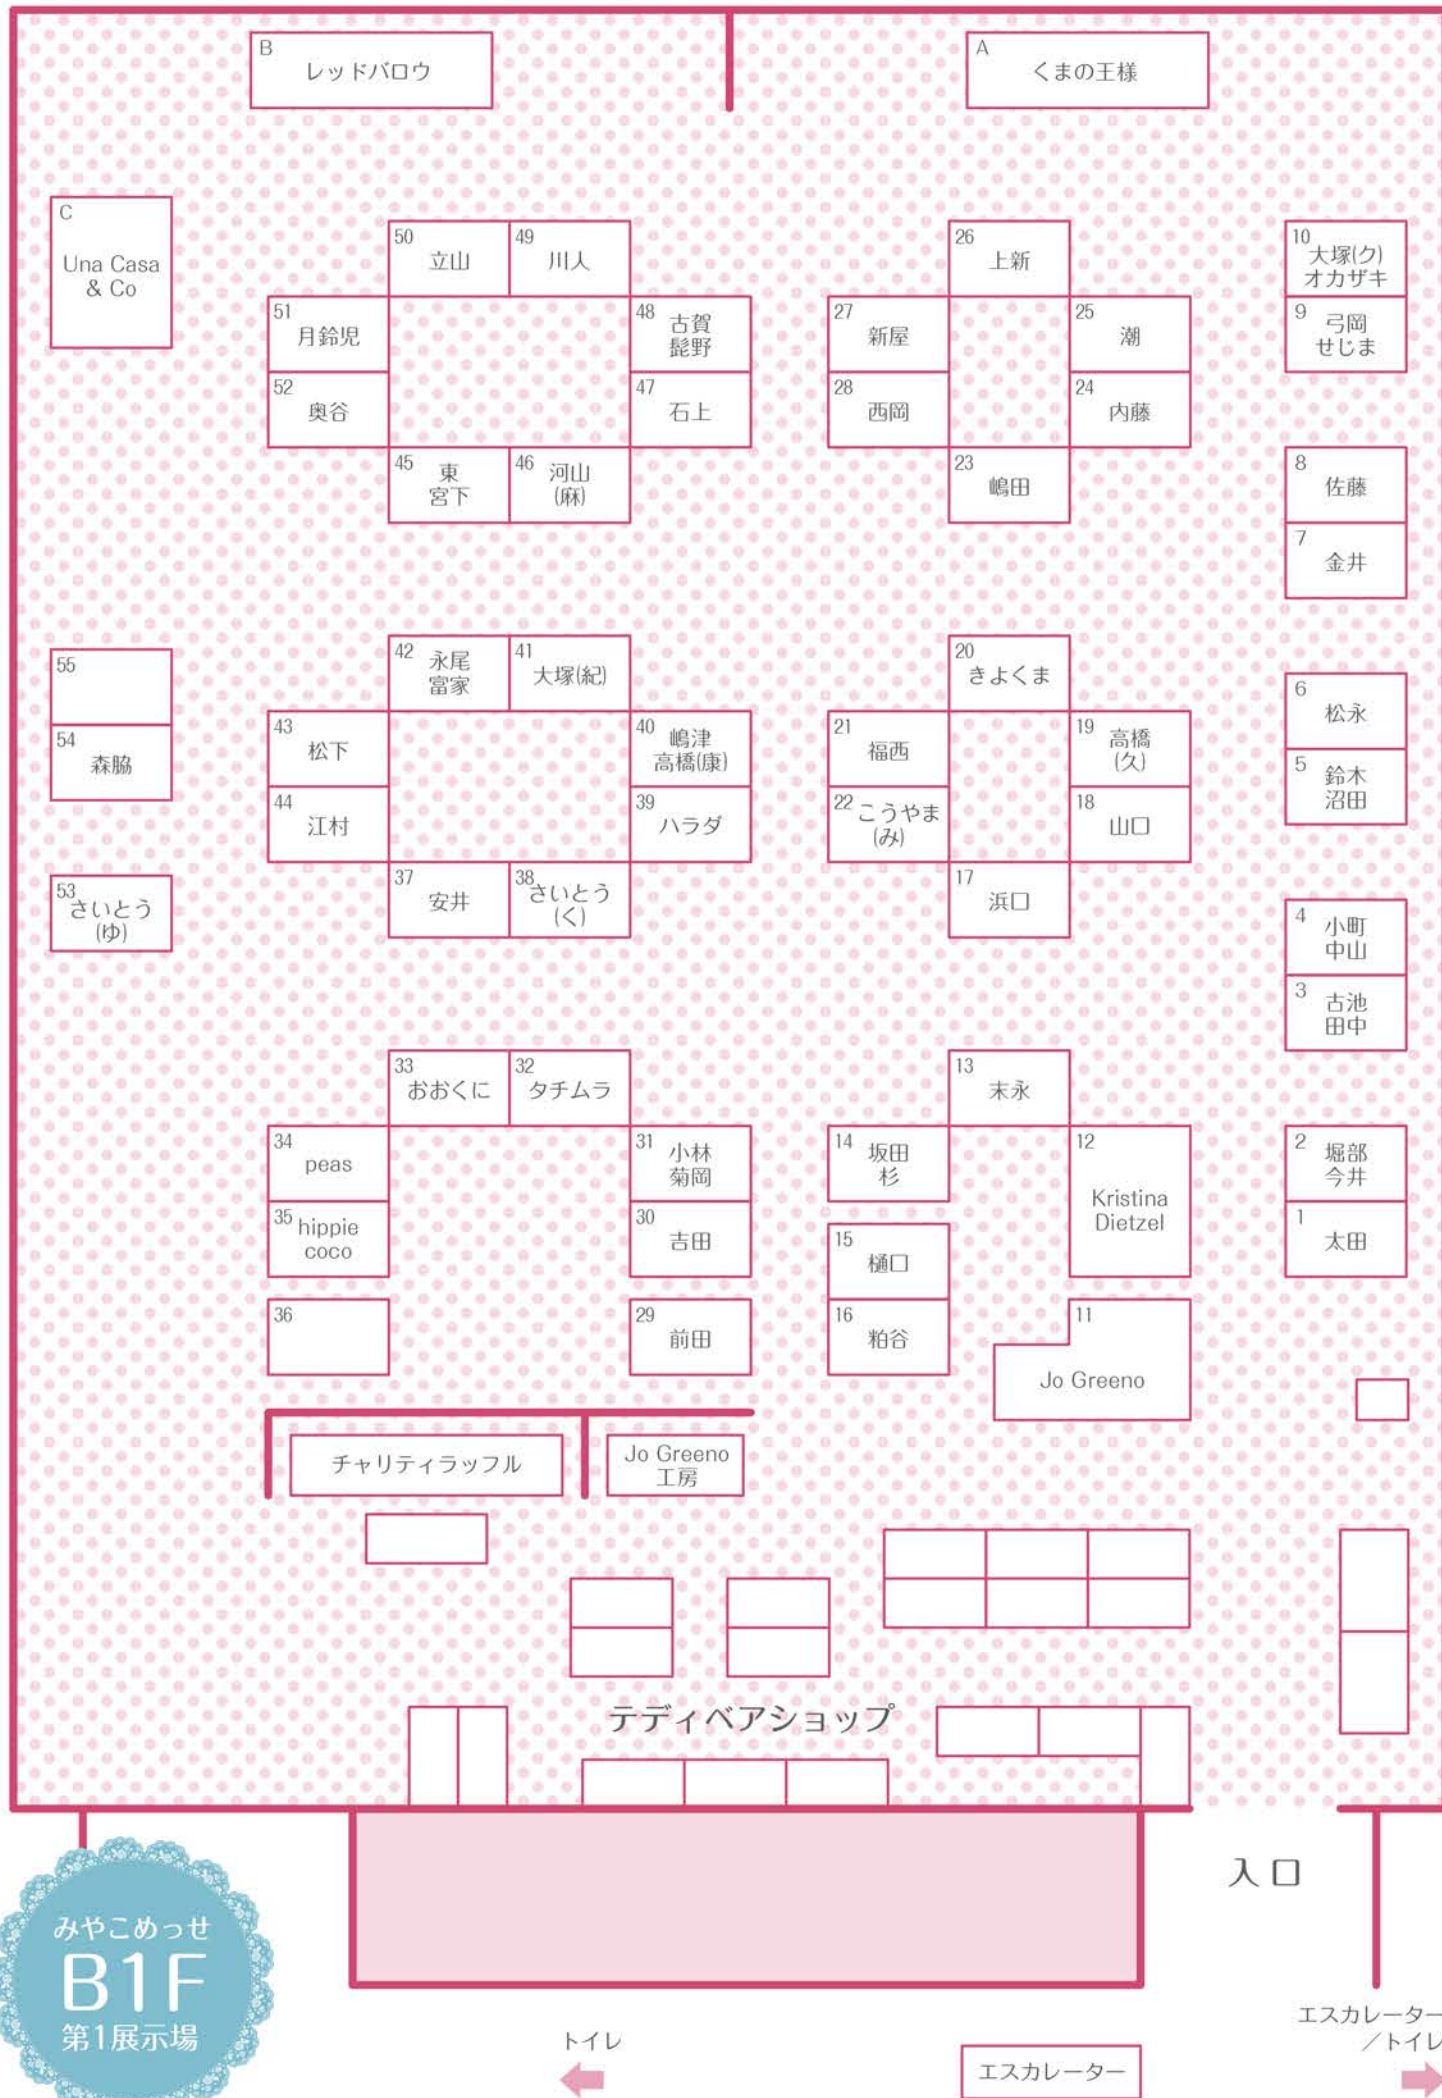 B
レッドバロウ
A
くまの王様
C
Una Casa
& Co
50
立山
49
川人
26
上新
10
大塚(ク)
オカザキ
51
月鈴児
48
古賀
髭野
27
新屋
25
潮
9
弓岡
せじま
52
奥谷
47
石上
28
西岡
24
内藤
45
東
宮下
46
河山
(麻)
23
嶋田
8
佐藤
7
金井
55
42
永尾
富家
41
大塚(紀)
20
きよくま
6
松永
54
森脇
43
松下
40
嶋津
高橋(康)
21
福西
19
高橋
(久)
5
鈴木
沼田
44
江村
39
ハラダ
22
こうやま
(み)
18
山口
53
さいとう
(ゆ)
37
安井
38
さいとう
(く)
17
浜口
4
小町
中山
3
古池
田中
33
おおくに
32
タチムラ
13
末永
34
peas
31
小林
菊岡
14
坂田
杉
12
Kristina
Dietzel
2
堀部
今井
35
hippie
coco
30
吉田
15
樋口
1
太田
36
29
前田
16
粕谷
11
Jo Greeno
チャリティラッフル
Jo Greeno
工房
テディベアショップ
入口
みやこめっせ
B1F
第1展示場
トイレ
エスカレーター
エスカレーター
／トイレ